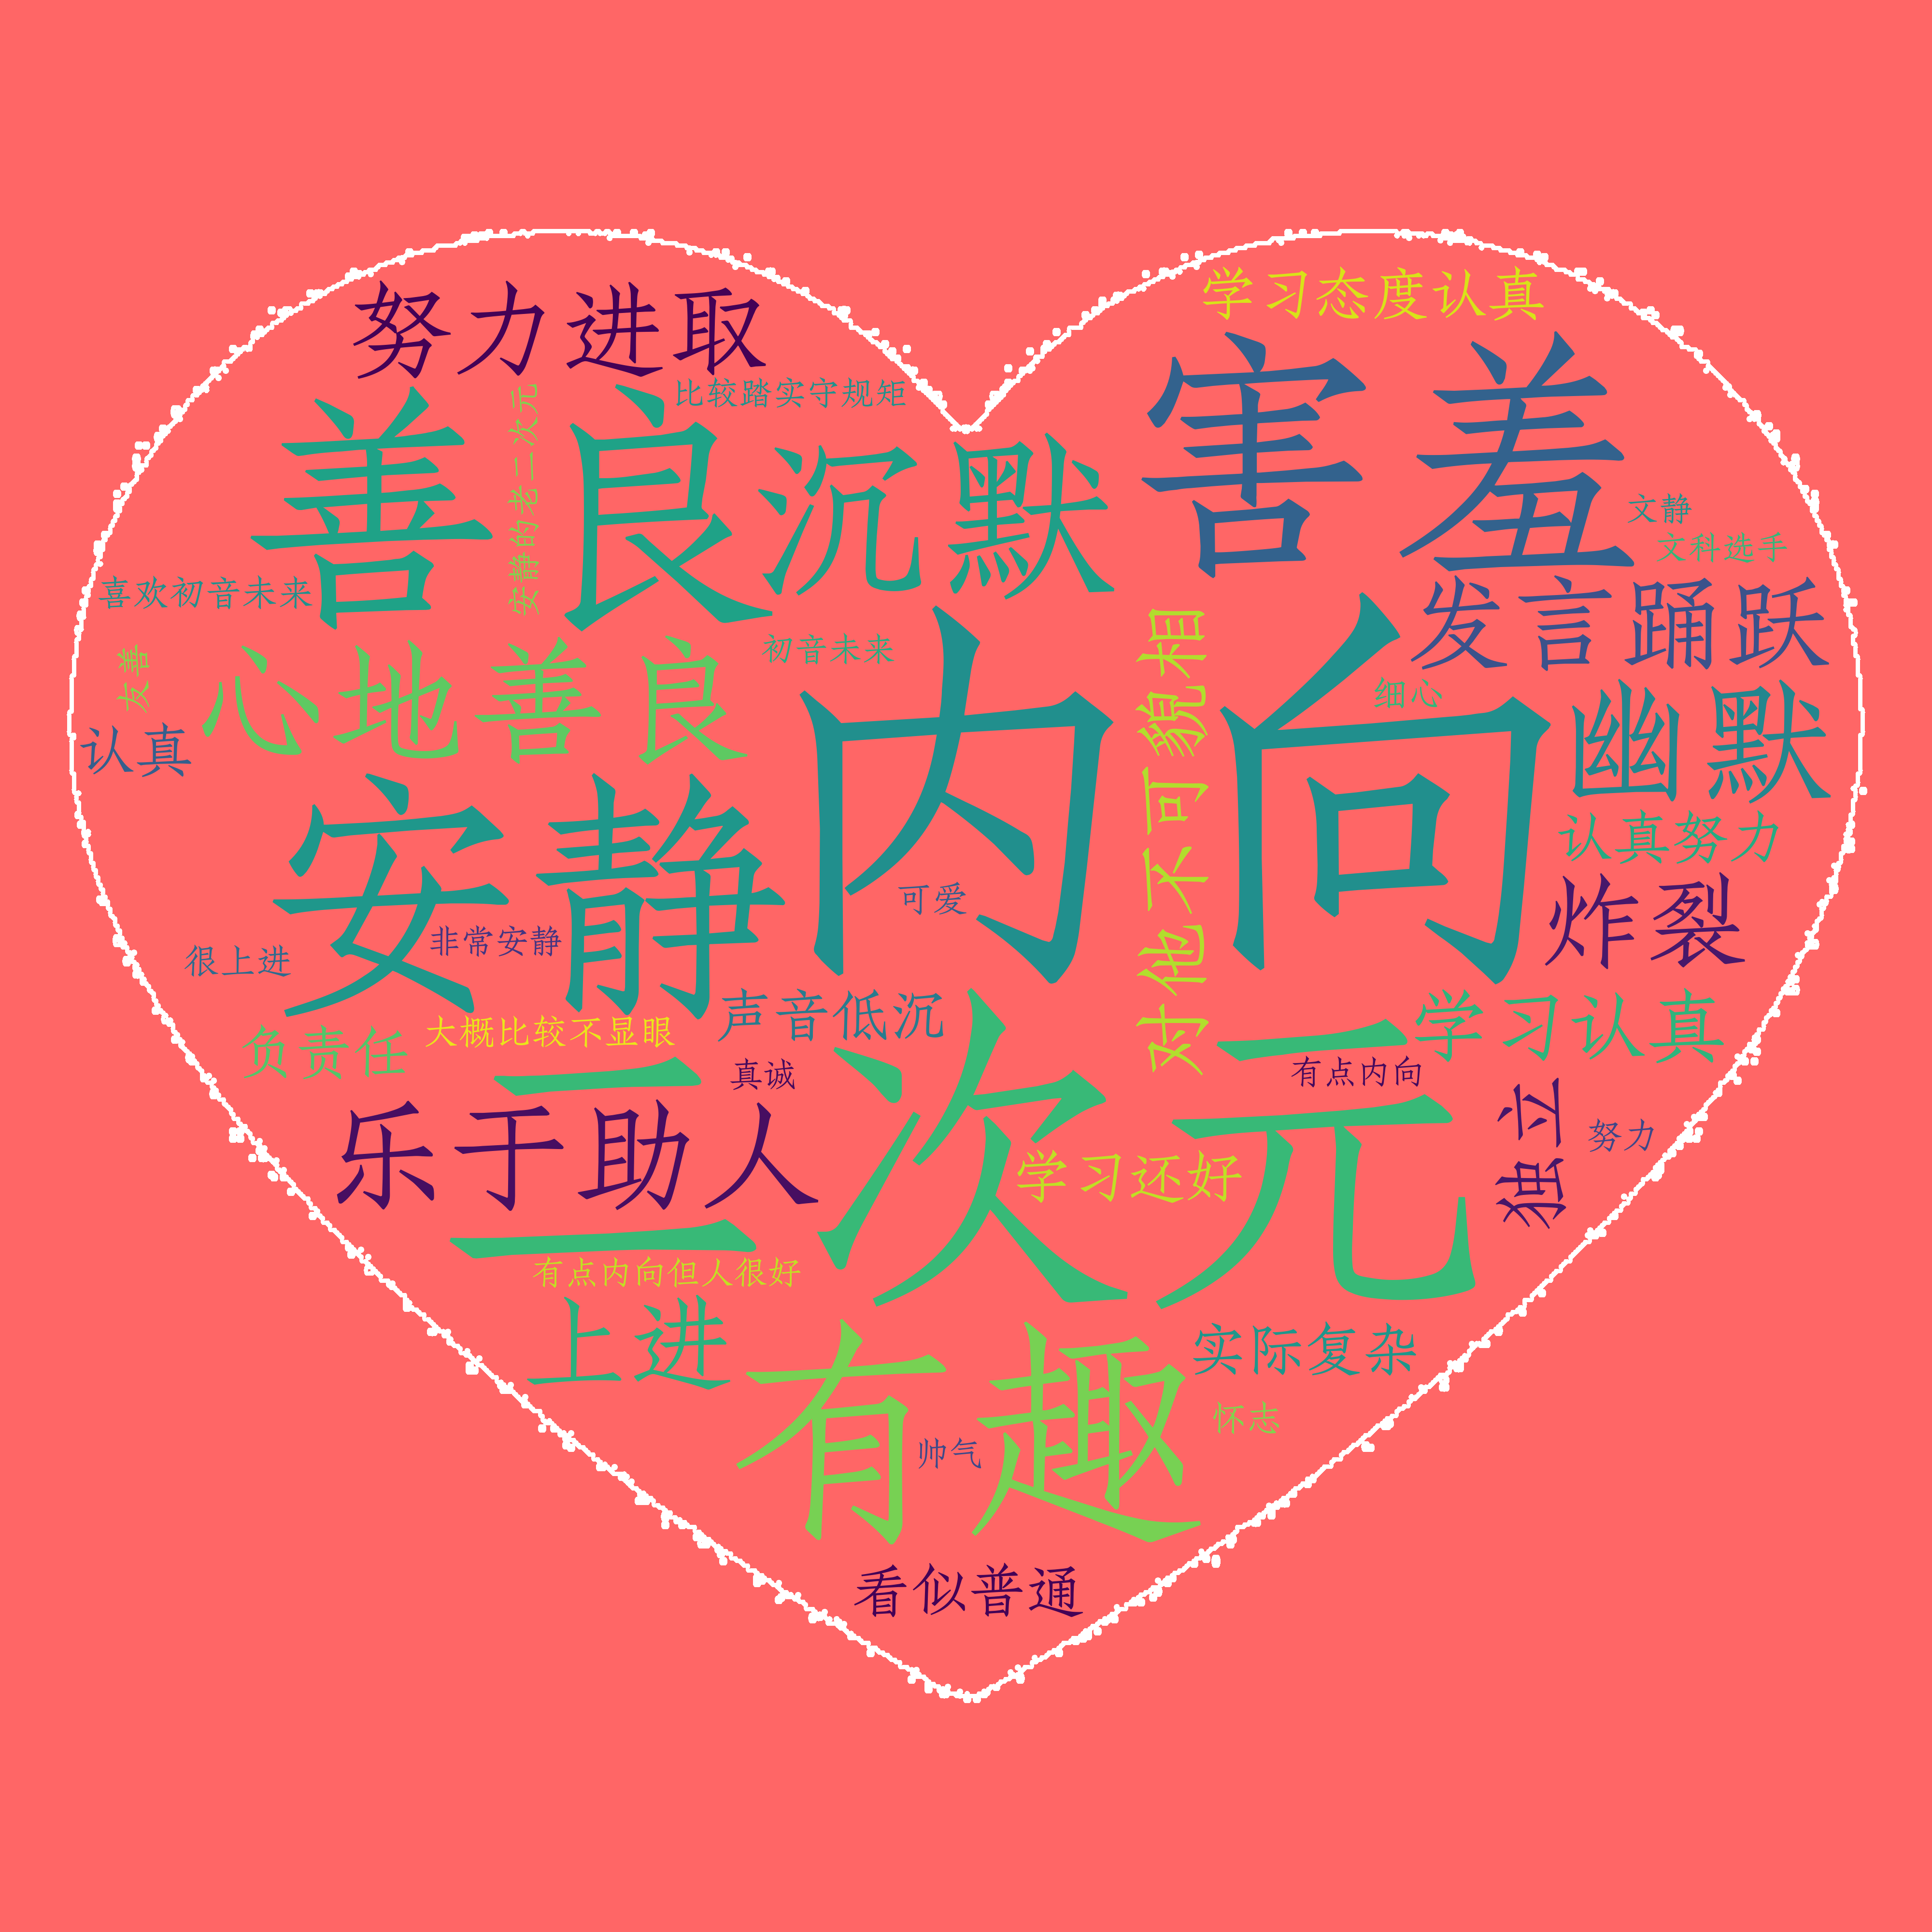 学习态度认真
努力进取
害羞
比较踏实守规矩
善良
安静的老二次元
沉默
文静
文科选手
喜欢初音未来
发言踊跃
初音未来
友善
心地善良
内向
对他不可貌相
细心
幽默
认真
认真努力
安静
可爱
炸裂
非常安静
很上进
声音低沉
学习认真
负责任
大概比较不显眼
真诚
有点内向
二次元
乐于助人
努力
学习还好
有点内向但人很好
上进
有趣
实际复杂
怀志
帅气
看似普通